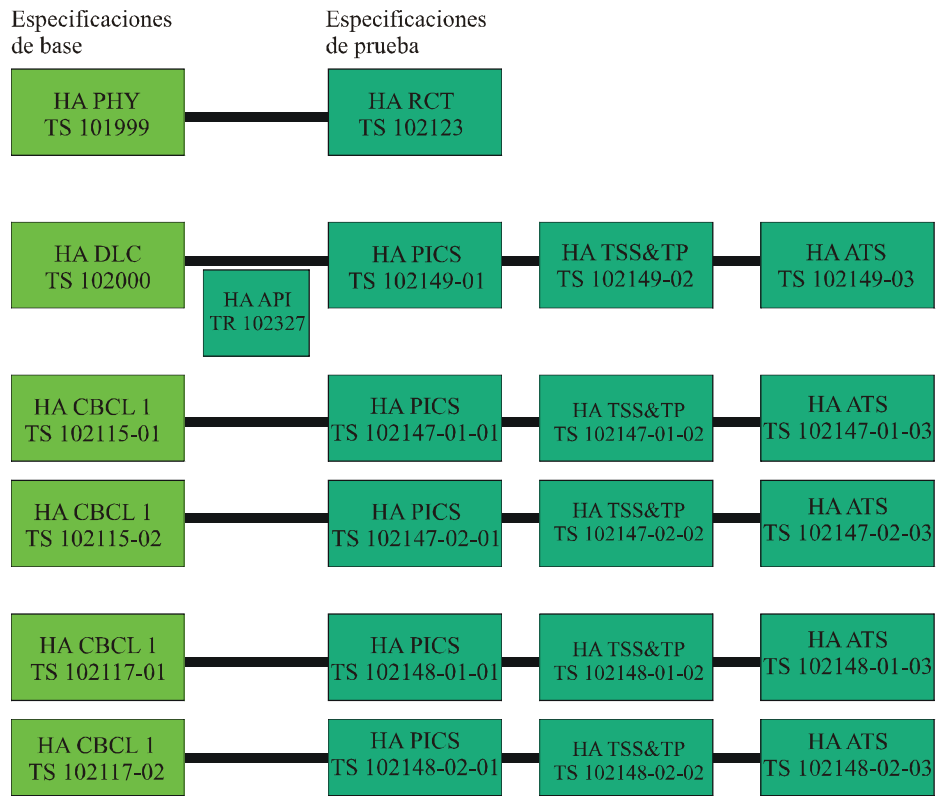 Especificaciones
de base
Especificaciones
de prueba
HA PHY
TS 101999
HA RCT
TS 102123
HA DLC
TS 102000
HA API
TR 102327
HA PICS
TS 102149-01
HA TSS&TP
TS 102149-02
HA ATS
TS 102149-03
HA CBCL 1
TS 102115-01
HA PICS
TS 102147-01-01
HA TSS&TP
TS 102147-01-02
HA ATS
TS 102147-01-03
HA CBCL 1
TS 102115-02
HA PICS
TS 102147-02-01
HA TSS&TP
TS 102147-02-02
HA ATS
TS 102147-02-03
HA CBCL 1
TS 102117-01
HA PICS
TS 102148-01-01
HA TSS&TP
TS 102148-01-02
HA ATS
TS 102148-01-03
HA CBCL 1
TS 102117-02
HA PICS
TS 102148-02-01
HA TSS&TP
TS 102148-02-02
HA ATS
TS 102148-02-03